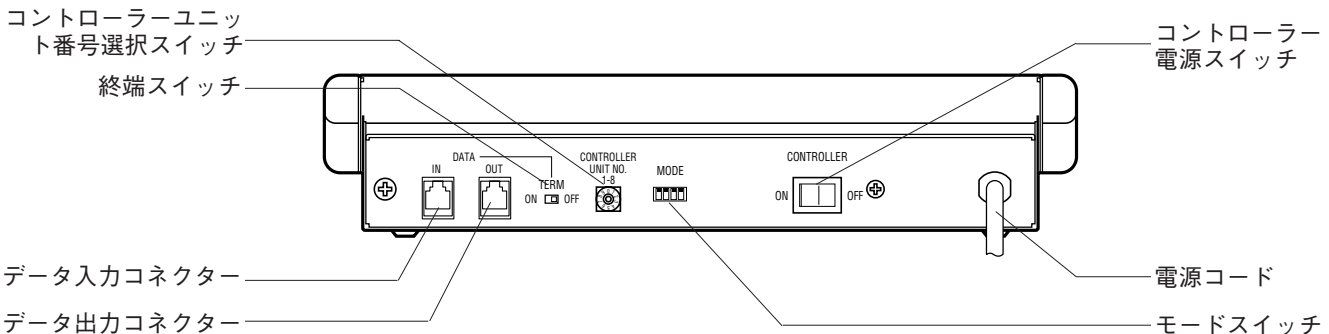 コントローラーユニッ
ト番号選択スイッチ
終端スイッチ
コントローラー
電源スイッチ
DATA
IN
OUT
TERM
ON
OFF
CONTROLLER
UNIT NO.
1-8
MODE
CONTROLLER
ON
OFF
データ入力コネクター
データ出力コネクター
電源コード
モードスイッチ